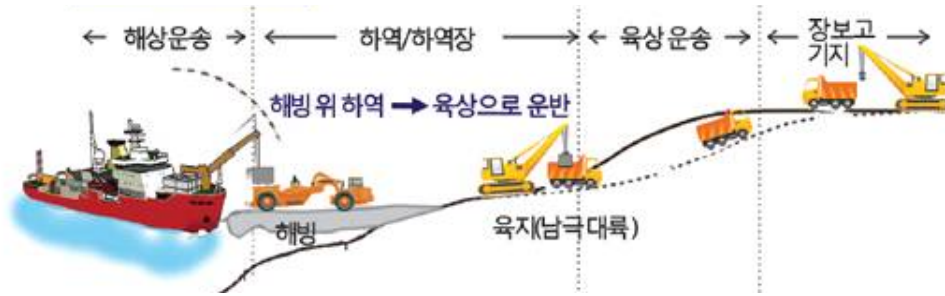 해상운송
하역/하역장
육상 운송
장보고
기지
해빙 위 하역 ➡ 육상으로 운반
해빙
육지(남극대륙)